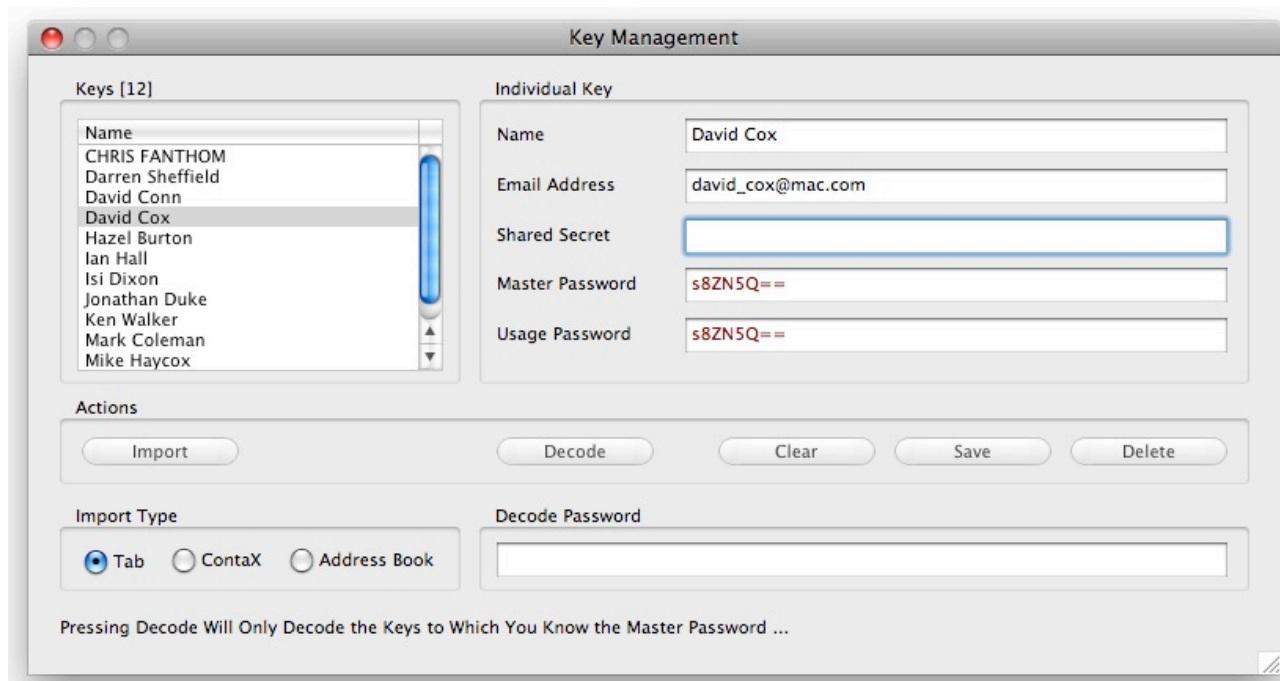 Key Management
Keys [12]
Name
CHRIS FANTHOM
Darren Sheffield
David Conn
David Cox
Hazel Burton
Ian Hall
Isi Dixon
Jonathan Duke
Ken Walker
Mark Coleman
Mike Haycox
Individual Key
Name David Cox
Email Address david_cox@mac.com
Shared Secret
Master Password s8ZN5Q==
Usage Password s8ZN5Q==
Actions
Import Decode Clear Save Delete
Import Type
Tab ContaX Address Book
Decode Password
Pressing Decode Will Only Decode the Keys to Which You Know the Master Password ...